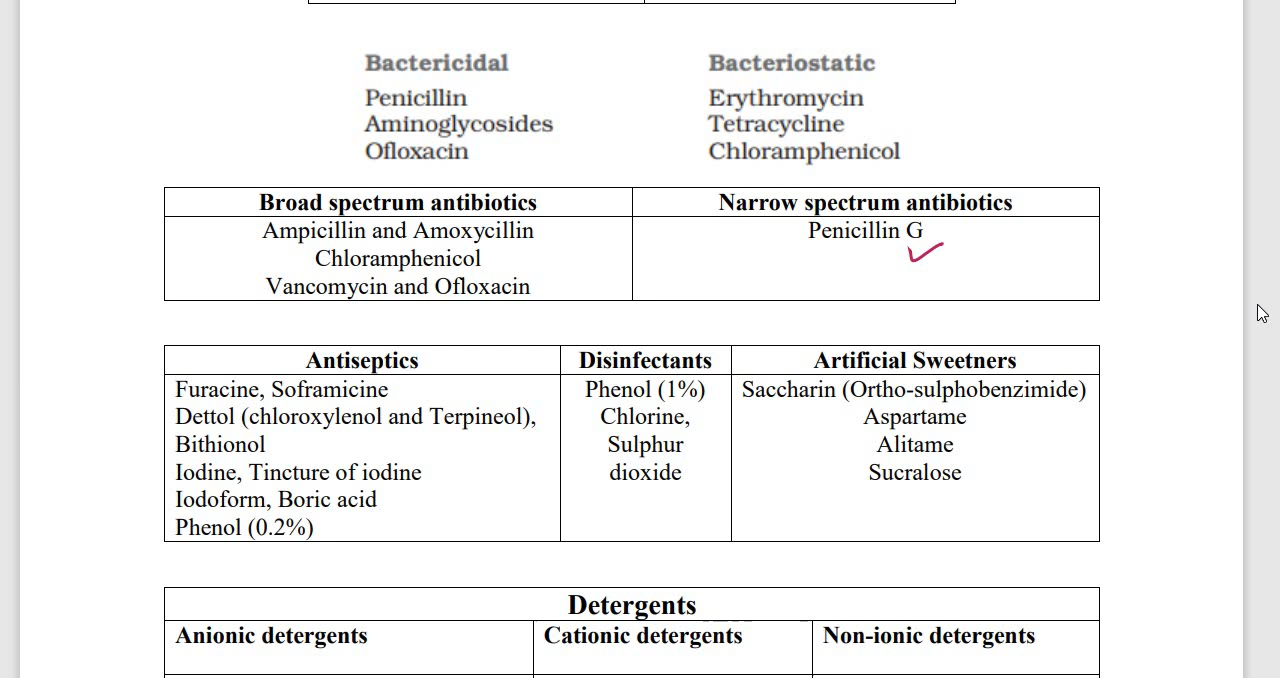 Bactericidal Bacteriostatic
Penicillin Erythromycin
Aminoglycosides Tetracycline
Ofloxacin Chloramphenicol
Broad spectrum antibiotics Narrow spectrum antibiotics
Ampicillin and Amoxycillin Penicillin G
Chloramphenicol
Vancomycin and Ofloxacin
Antiseptics Disinfectants Artificial Sweetners
Furacine, Soframicine Phenol (1%) Saccharin (Ortho-sulphobenzimide)
Dettol (chloroxylenol and Terpineol), Chlorine, Aspartame
Bithionol Sulphur Alitame
Iodine, Tincture of iodine dioxide Sucralose
Iodoform, Boric acid
Phenol (0.2%)
Detergents
Anionic detergents Cationic detergents Non-ionic detergents